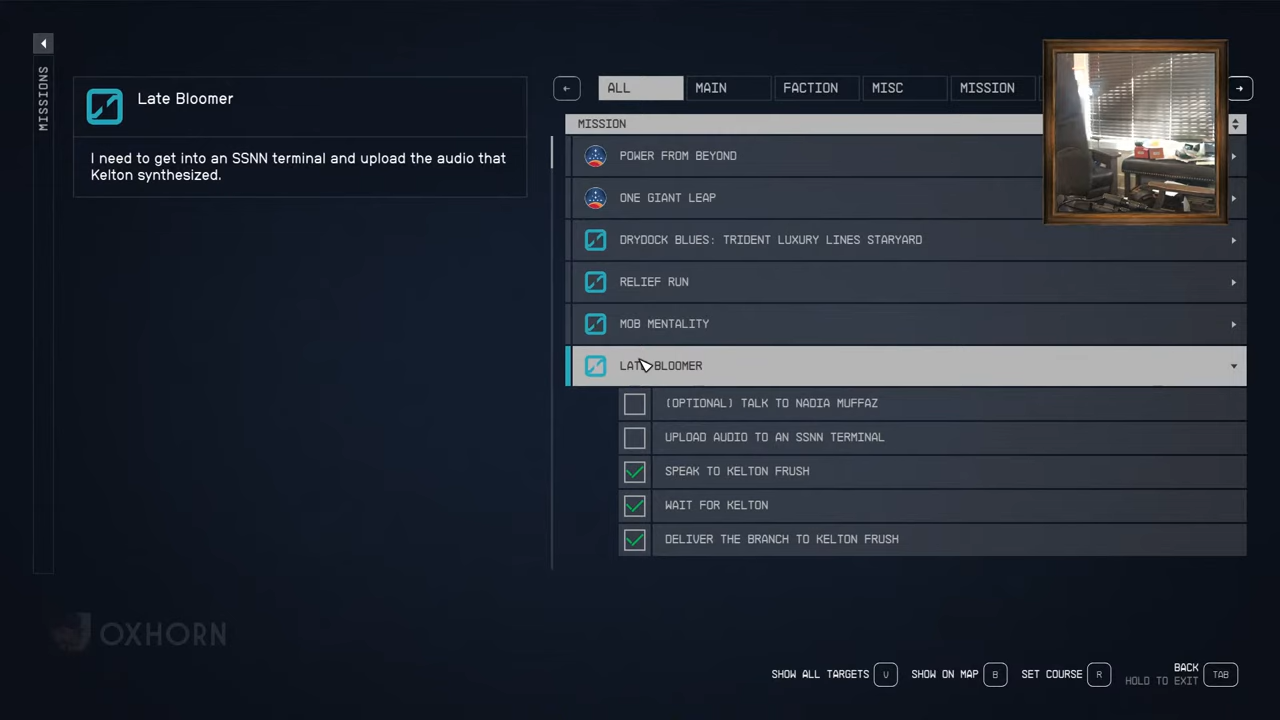 MISSIONS
Late Bloomer
I need to get into an SSNN terminal and upload the audio that
Kelton synthesized.
ALL
MAIN
FACTION
MISC
MISSION
MISSION
POWER FROM BEYOND
ONE GIANT LEAP
DRYDOCK BLUES: TRIDENT LUXURY LINES STARYARD
RELIEF RUN
MOB MENTALITY
LATE BLOOMER
(OPTIONAL) TALK TO NADIA MUFFAZ
UPLOAD AUDIO TO AN SSNN TERMINAL
SPEAK TO KELTON FRUSH
WAIT FOR KELTON
DELIVER THE BRANCH TO KELTON FRUSH
OXHORN
SHOW ALL TARGETS V SHOW ON MAP B SET COURSE R BACK TAB
HOLD TO EXIT